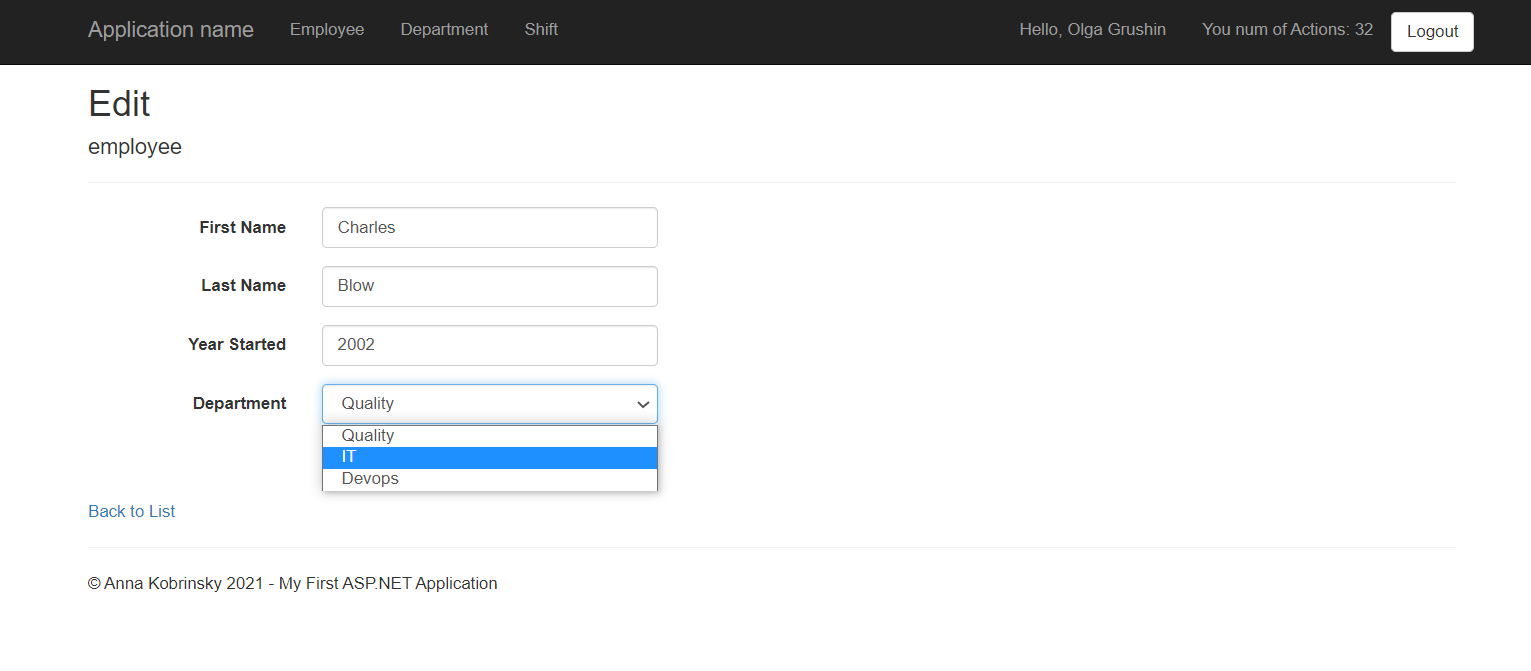 Application name Employee Department Shift Hello, Olga Grushin You num of Actions: 32 Logout
Edit
employee
First Name Charles
Last Name Blow
Year Started 2002
Department Quality
Quality
IT
Devops
Back to List
© Anna Kobrinsky 2021 - My First ASP.NET Application